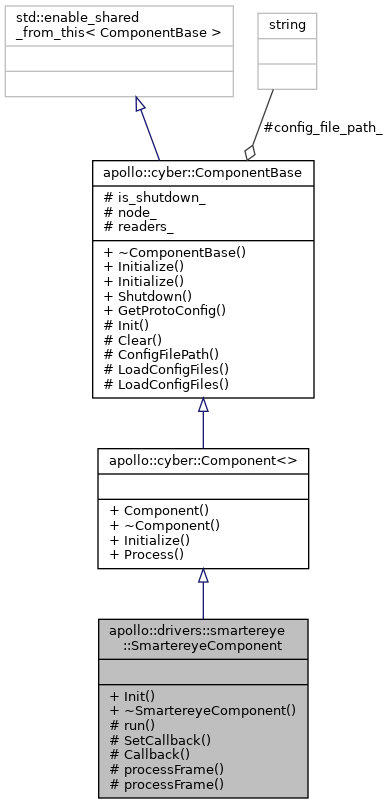 std::enable_shared
_from_this< ComponentBase >
string
#config_file_path_
apollo::cyber::ComponentBase
# is_shutdown_
# node_
# readers_
+ ~ComponentBase()
+ Initialize()
+ Initialize()
+ Shutdown()
+ GetProtoConfig()
# Init()
# Clear()
# ConfigFilePath()
# LoadConfigFiles()
# LoadConfigFiles()
apollo::cyber::Component<>
+ Component()
+ ~Component()
+ Initialize()
+ Process()
apollo::drivers::smartereye
::SmartereyeComponent
+ Init()
+ ~SmartereyeComponent()
# run()
# SetCallback()
# Callback()
# processFrame()
# processFrame()